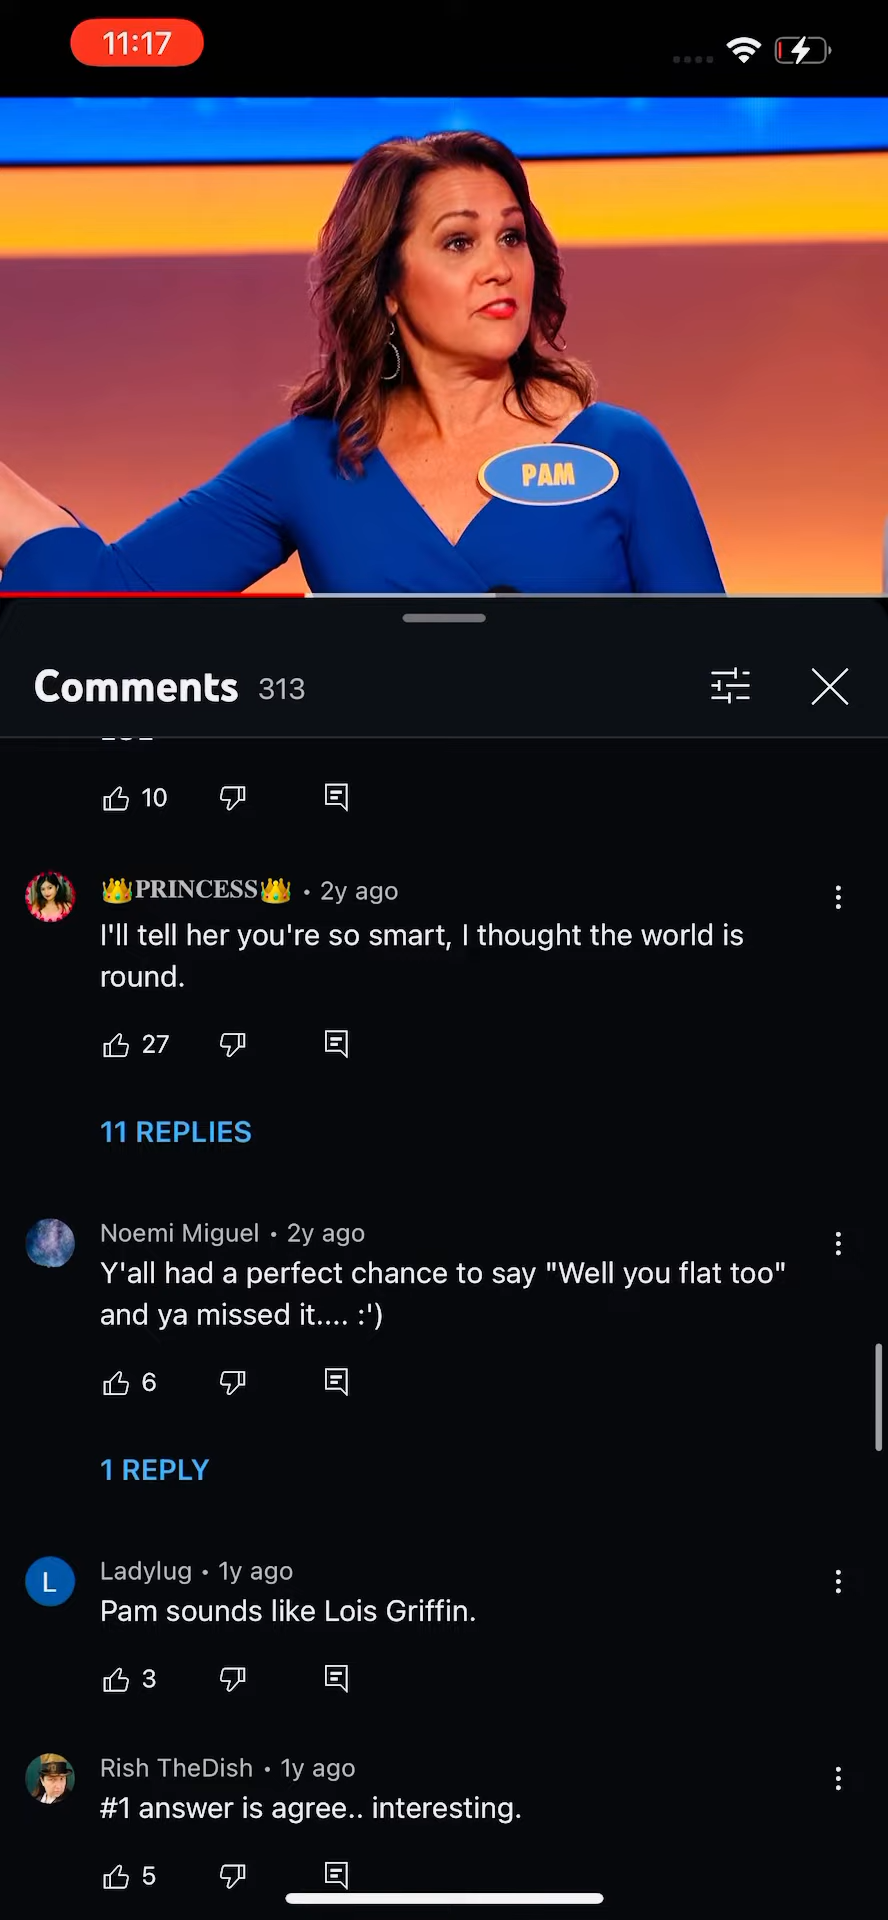 11:17
PAM
Comments 313
10
👑PRINCESS👑 • 2y ago
I'll tell her you're so smart, I thought the world is
round.
27
11 REPLIES
Noemi Miguel • 2y ago
Y'all had a perfect chance to say "Well you flat too"
and ya missed it.... :')
6
1 REPLY
L
Ladylug • 1y ago
Pam sounds like Lois Griffin.
3
Rish TheDish • 1y ago
#1 answer is agree.. interesting.
5